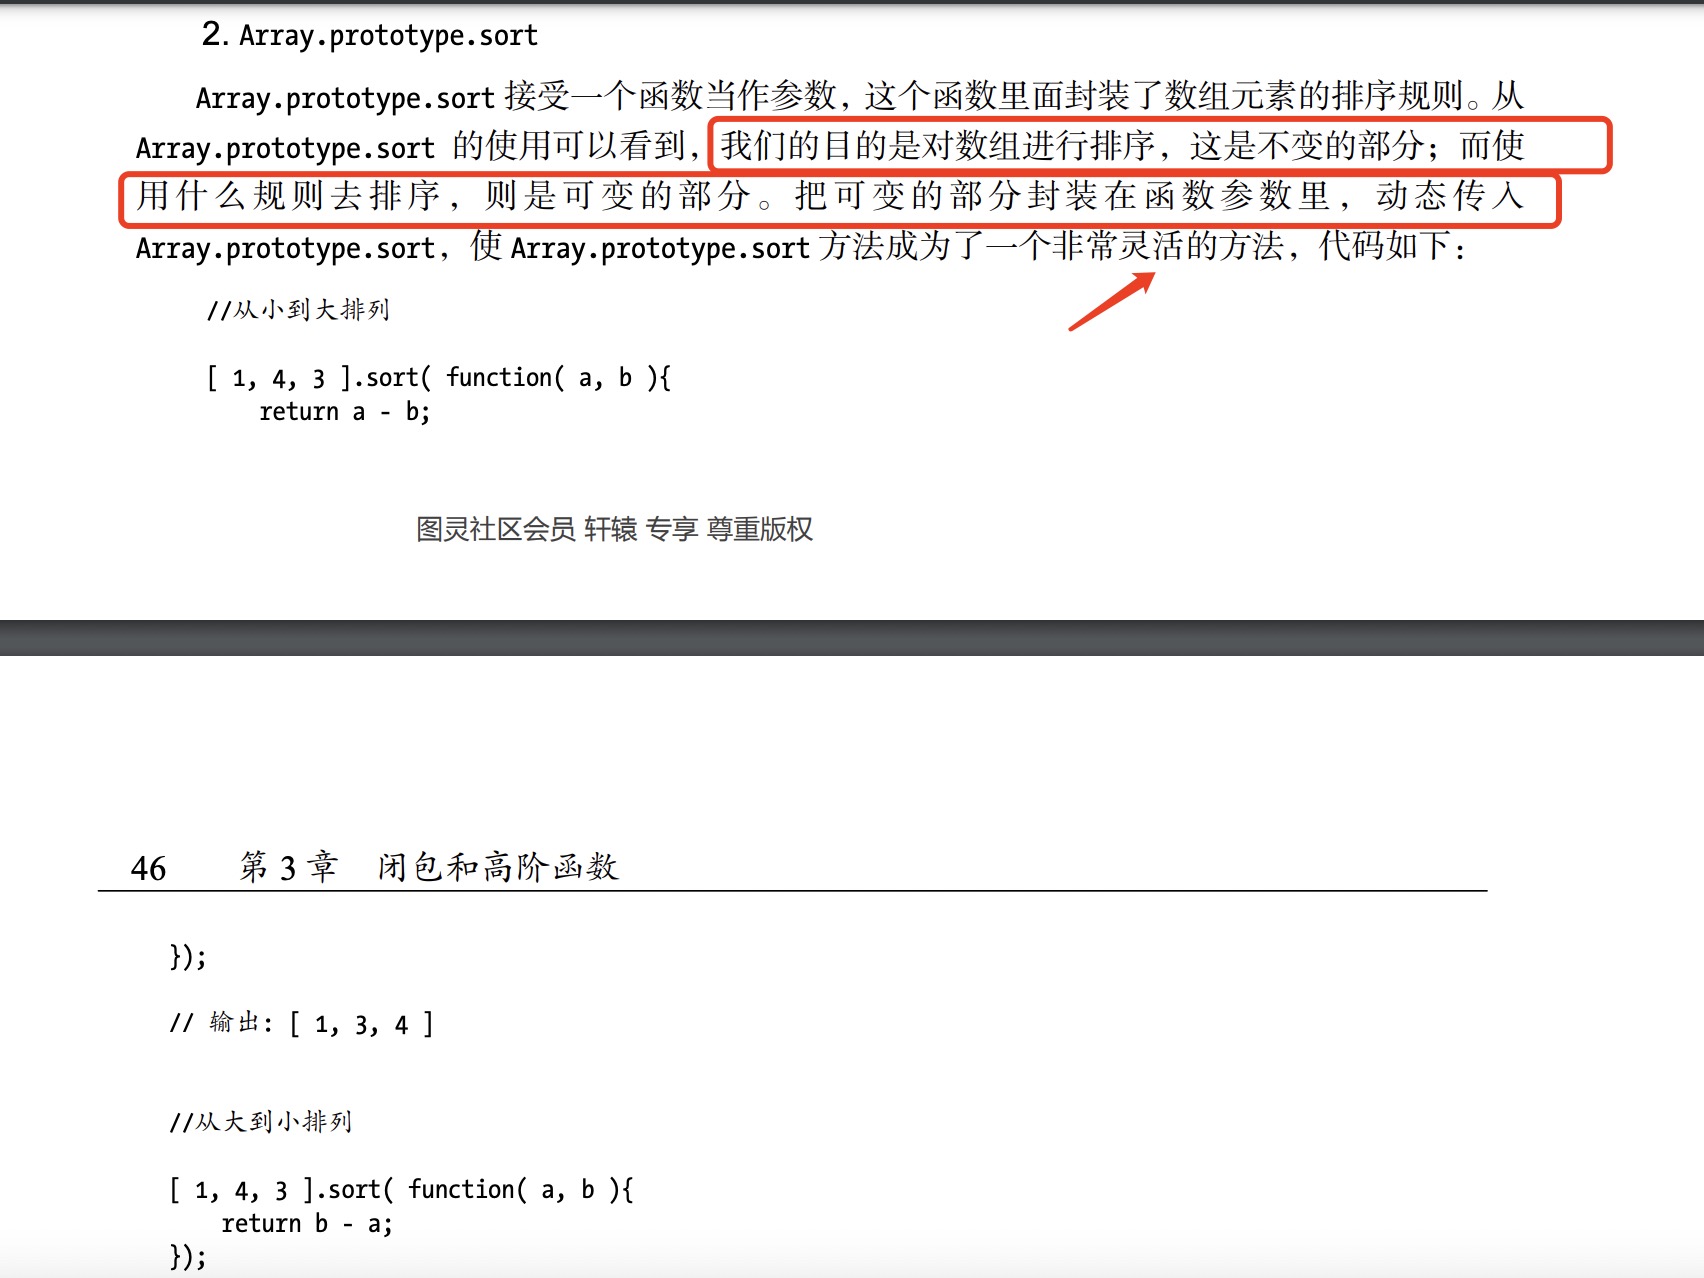 2. Array.prototype.sort
Array.prototype.sort 接受一个函数当作参数，这个函数里面封装了数组元素的排序规则。从
Array.prototype.sort 的使用可以看到，我们的目的是对数组进行排序，这是不变的部分；而使
用什么规则去排序，则是可变的部分。把可变的部分封装在函数参数里，动态传入
Array.prototype.sort，使 Array.prototype.sort 方法成为了一个非常灵活的方法，代码如下：
//从小到大排列
[ 1, 4, 3 ].sort( function( a, b ){
return a - b;
图灵社区会员 轩辕 专享 尊重版权
46 第 3 章 闭包和高阶函数
});
// 输出: [ 1, 3, 4 ]
//从大到小排列
[ 1, 4, 3 ].sort( function( a, b ){
return b - a;
});